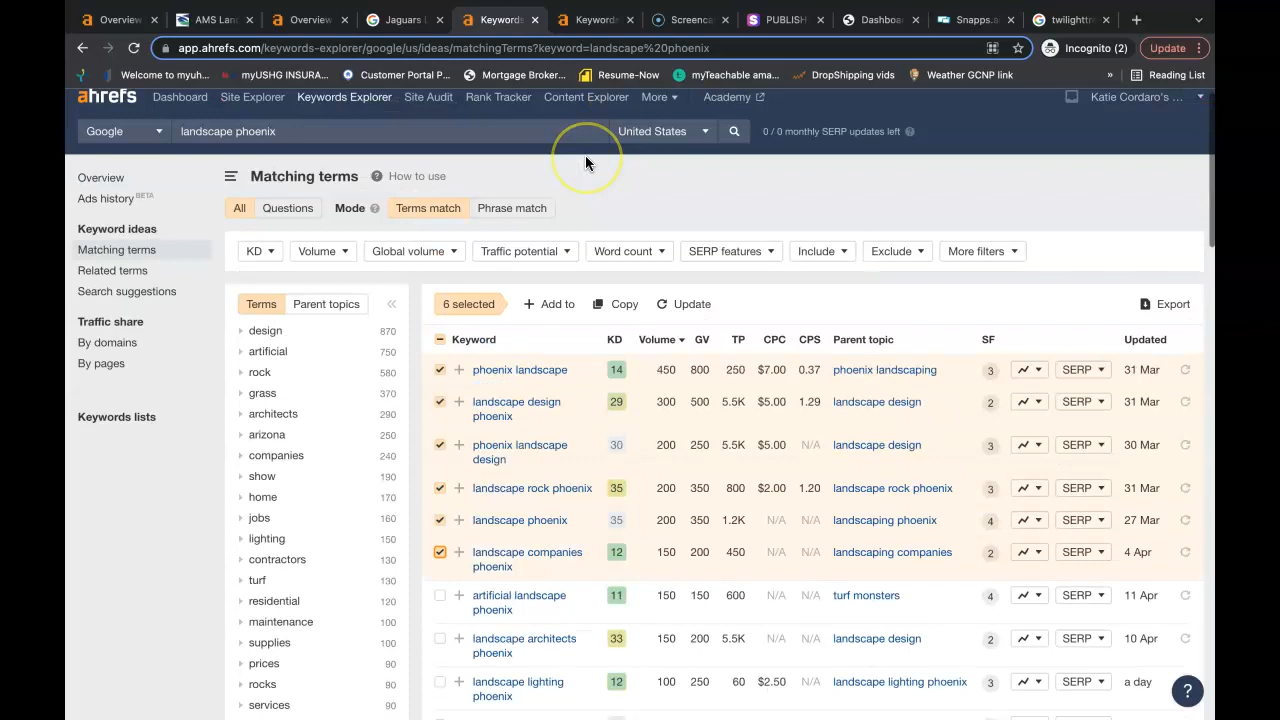 Overview
AMS Lan
Overview
Jaguars L
Keywords
Keywords
Screenca
PUBLISH
Dashboa
Snapps.a
twilighttr
app.ahrefs.com/keywords-explorer/google/us/ideas/matchingTerms?keyword=landscape%20phoenix
Incognito (2)
Update
Welcome to myuh...
myUSHG INSURA...
Customer Portal P...
Mortgage Broker...
Resume-Now
myTeachable ama...
DropShipping vids
Weather GCNP link
»
Reading List
ahrefs
Dashboard
Site Explorer
Keywords Explorer
Site Audit
Rank Tracker
Content Explorer
More
Academy
Katie Cordaro's ...
Google
landscape phoenix
United States
0 / 0 monthly SERP updates left
Overview
Ads history BETA
Keyword ideas
Matching terms
Related terms
Search suggestions
Traffic share
By domains
By pages
Keywords lists
Matching terms
How to use
All
Questions
Mode
Terms match
Phrase match
KD
Volume
Global volume
Traffic potential
Word count
SERP features
Include
Exclude
More filters
Terms
Parent topics
design 870
artificial 750
rock 580
grass 393
architects 290
arizona 250
companies 240
show 190
home 170
jobs 160
lighting 150
contractors 130
turf 130
residential 120
maintenance 100
supplies 100
prices 90
rocks 90
services 90
6 selected
Add to
Copy
Update
Export
Keyword KD Volume GV TP CPC CPS Parent topic SF Updated
phoenix landscape 14 450 800 250 $7.00 0.37 phoenix landscaping 3 SERP 31 Mar
landscape design 29 300 500 5.5K $5.00 1.29 landscape design 2 SERP 31 Mar
phoenix
phoenix landscape 30 200 250 5.5K $5.00 N/A landscape design 3 SERP 30 Mar
design
landscape rock phoenix 35 200 350 800 $2.00 1.20 landscape rock phoenix 3 SERP 31 Mar
landscape phoenix 35 200 350 1.2K N/A N/A landscaping phoenix 4 SERP 27 Mar
landscape companies 12 150 200 450 N/A N/A landscaping companies 2 SERP 4 Apr
phoenix
artificial landscape 11 150 150 600 N/A N/A turf monsters 4 SERP 11 Apr
phoenix
landscape architects 33 150 200 5.5K N/A N/A landscape design 2 SERP 10 Apr
phoenix
landscape lighting 12 100 250 60 $2.50 N/A landscape lighting phoenix 3 SERP a day
phoenix
?